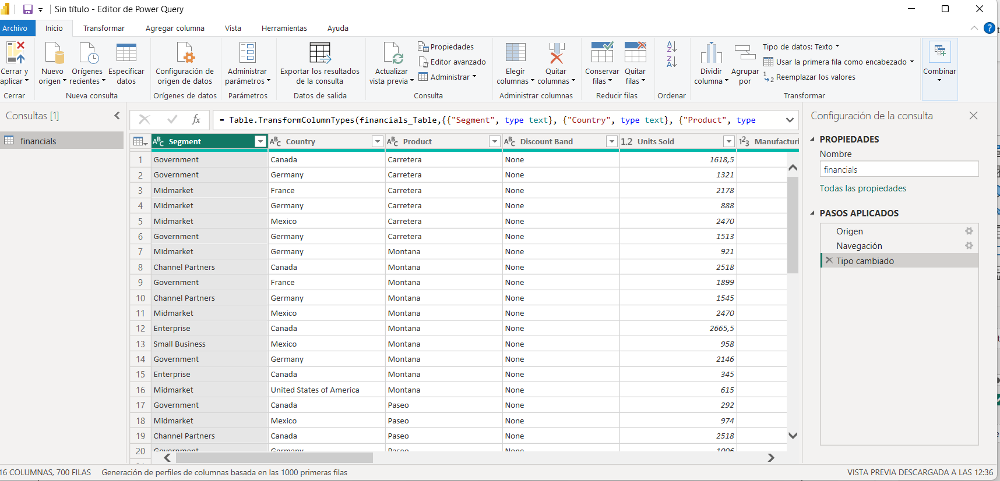 Sin título - Editor de Power Query
Archivo Inicio Transformar Agregar columna Vista Herramientas Ayuda ?
Cerrar y aplicar
Cerrar
Nuevo origen
Orígenes recientes
Especificar datos
Nueva consulta
Configuración de origen de datos
Orígenes de datos
Administrar parámetros
Parámetros
Exportar los resultados de la consulta
Datos de salida
Actualizar vista previa
Propiedades
Editor avanzado
Administrar
Consulta
Elegir columnas
Quitar columnas
Administrar columnas
Conservar filas
Quitar filas
Reducir filas
A Z
Z A
Ordenar
Dividir columna
Agrupar por
Tipo de datos: Texto
Usar la primera fila como encabezado
1 2 Reemplazar los valores
Transformar
Combinar
Consultas [1]
financials
fx = Table.TransformColumnTypes(financials_Table,{{"Segment", type text}, {"Country", type text}, {"Product", type
ABC Segment ABC Country ABC Product ABC Discount Band 1.2 Units Sold 123 Manufacturi
1 Government Canada Carretera None 1618,5
2 Government Germany Carretera None 1321
3 Midmarket France Carretera None 2178
4 Midmarket Germany Carretera None 888
5 Midmarket Mexico Carretera None 2470
6 Government Germany Carretera None 1513
7 Midmarket Germany Montana None 921
8 Channel Partners Canada Montana None 2518
9 Government France Montana None 1899
10 Channel Partners Germany Montana None 1545
11 Midmarket Mexico Montana None 2470
12 Enterprise Canada Montana None 2665,5
13 Small Business Mexico Montana None 958
14 Government Germany Montana None 2146
15 Enterprise Canada Montana None 345
16 Midmarket United States of America Montana None 615
17 Government Canada Paseo None 292
18 Midmarket Mexico Paseo None 974
19 Channel Partners Canada Paseo None 2518
20 Government Germany Paseo None 1006
Configuración de la consulta
PROPIEDADES
Nombre
financials
Todas las propiedades
PASOS APLICADOS
Origen
Navegación
Tipo cambiado
16 COLUMNAS, 700 FILAS Generación de perfiles de columnas basada en las 1000 primeras filas VISTA PREVIA DESCARGADA A LAS 12:36